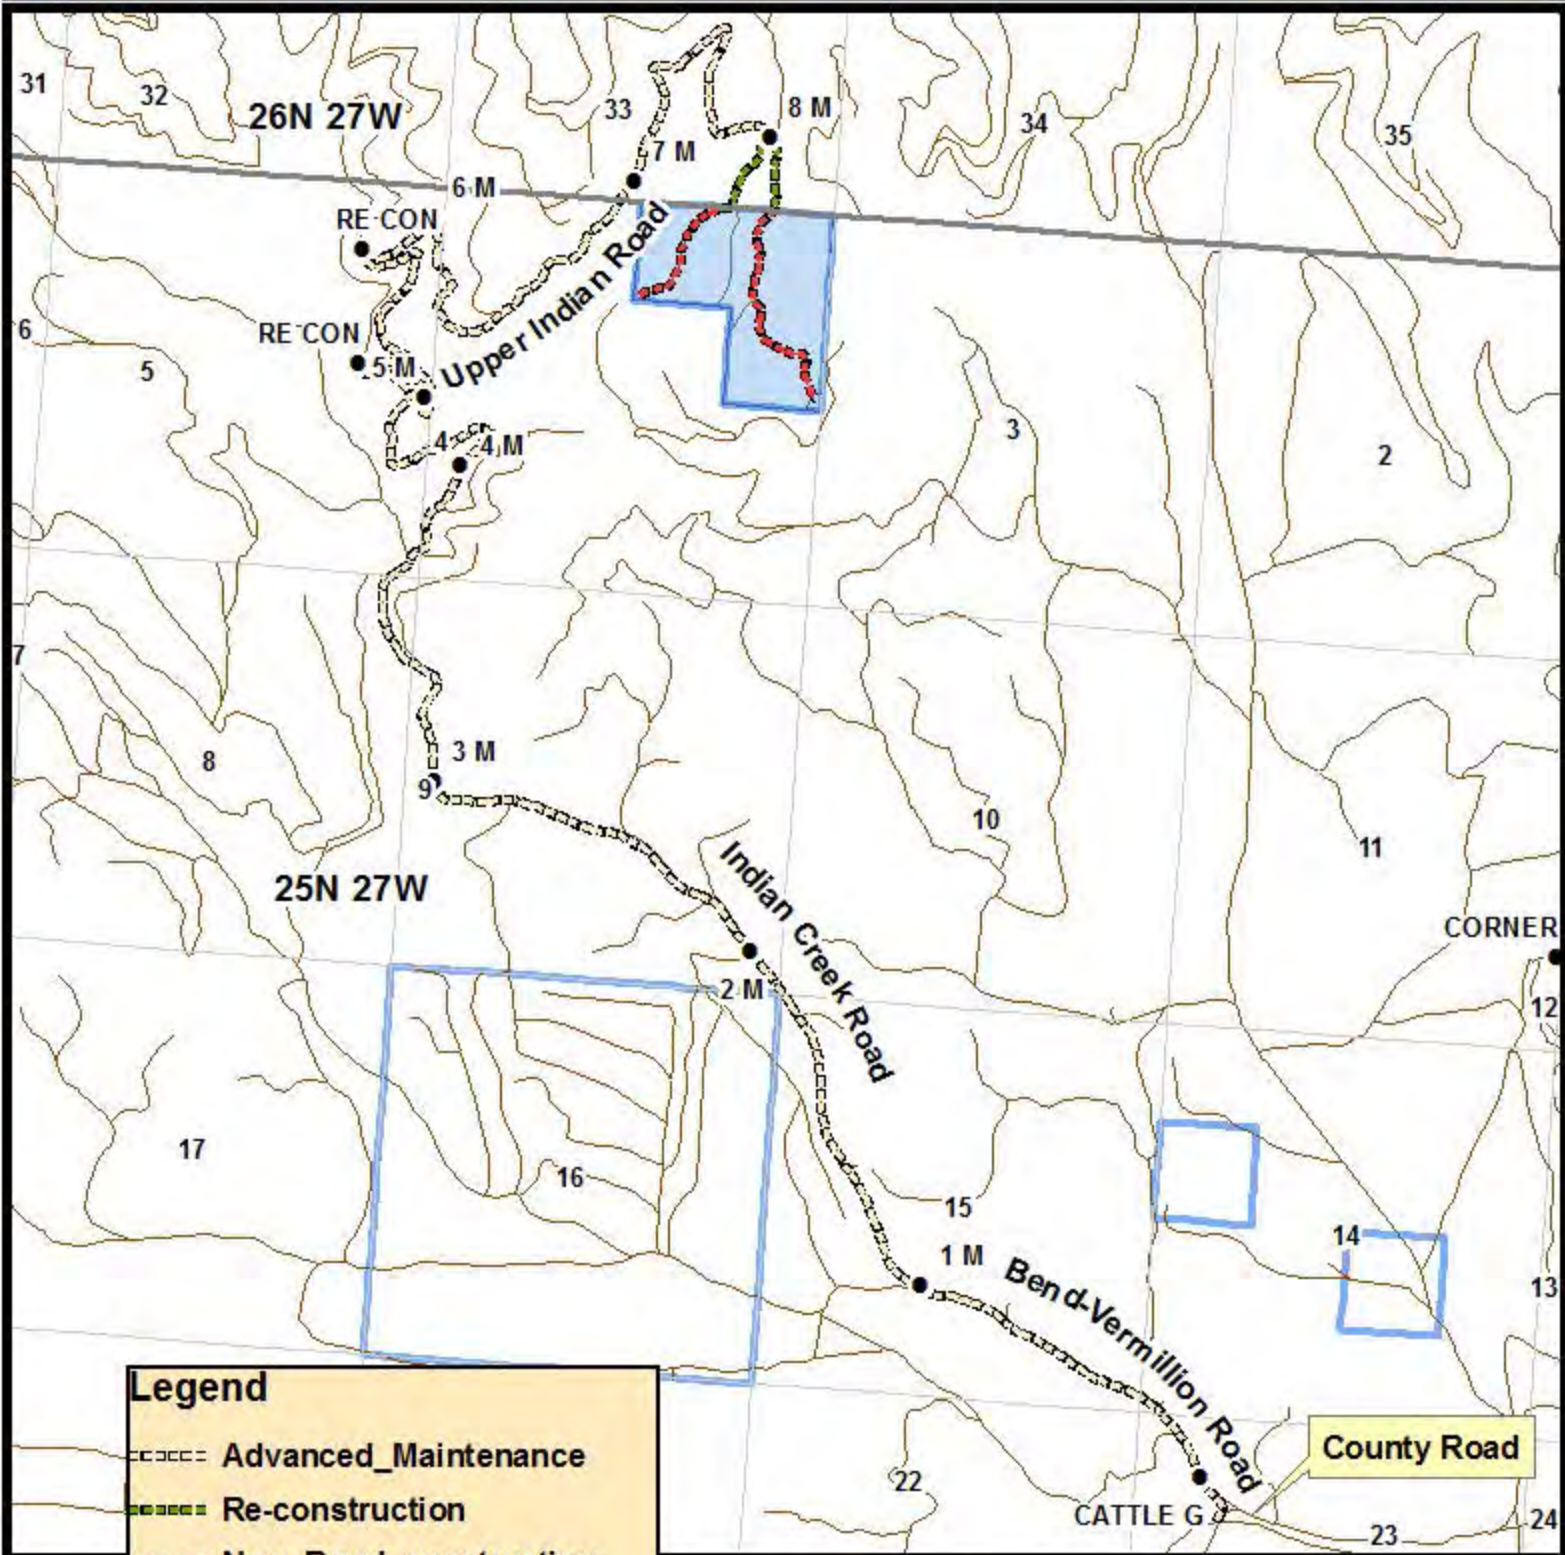 31
32
26N 27W
33
8 M
34
35
7 M
6 M
RE CON
Upper Indian Road
6
RE CON
5
5 M
3
2
4
4 M
7
8
3 M
9
10
11
25N 27W
Indian Creek Road
CORNER
2 M
12
17
16
15
14
1 M
Bend-Vermillion Road
13
Legend
Advanced_Maintenance
Re-construction
County Road
22
CATTLE G
23
24